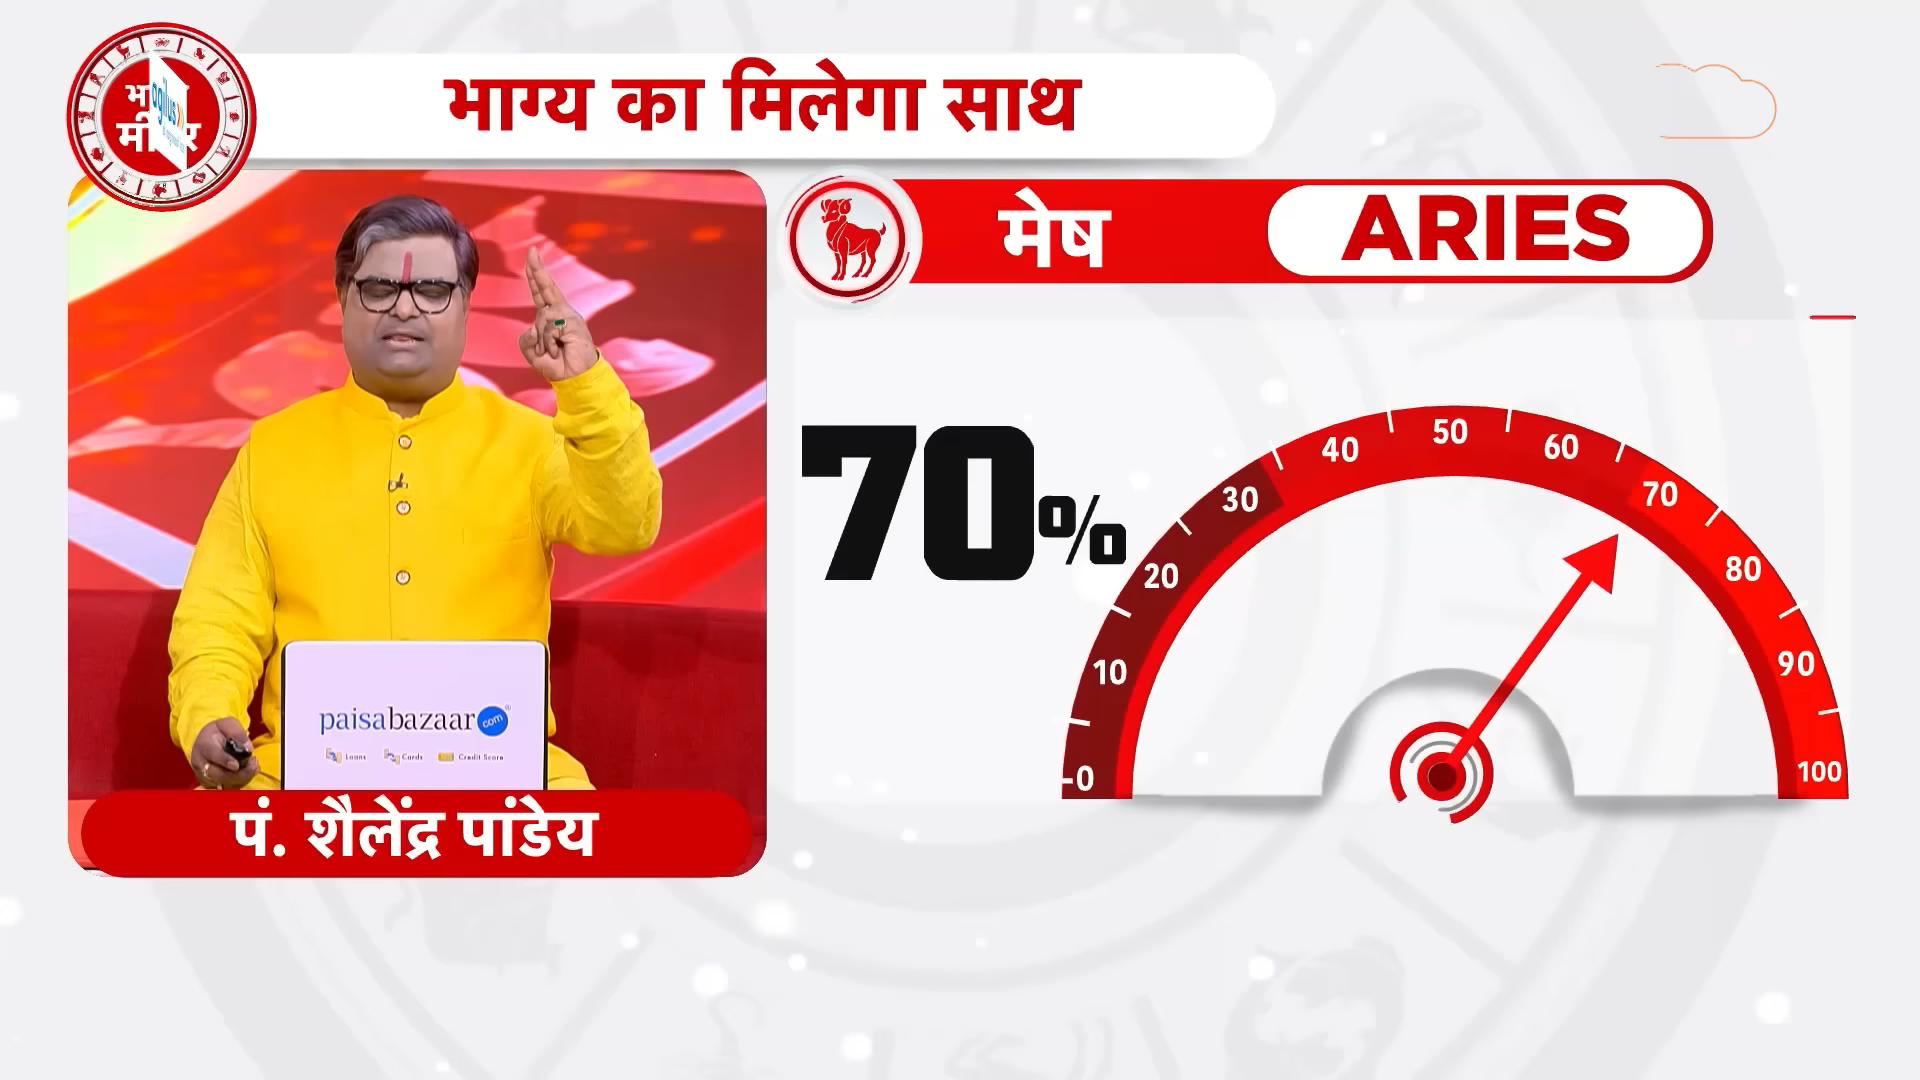 भाग्य का मिलेगा साथ
agilus
मेष
ARIES
70%
0
10
20
30
40
50
60
70
80
90
100
paisabazaar.com
Loans Cards Credit Score
पं. शैलेंद्र पांडेय